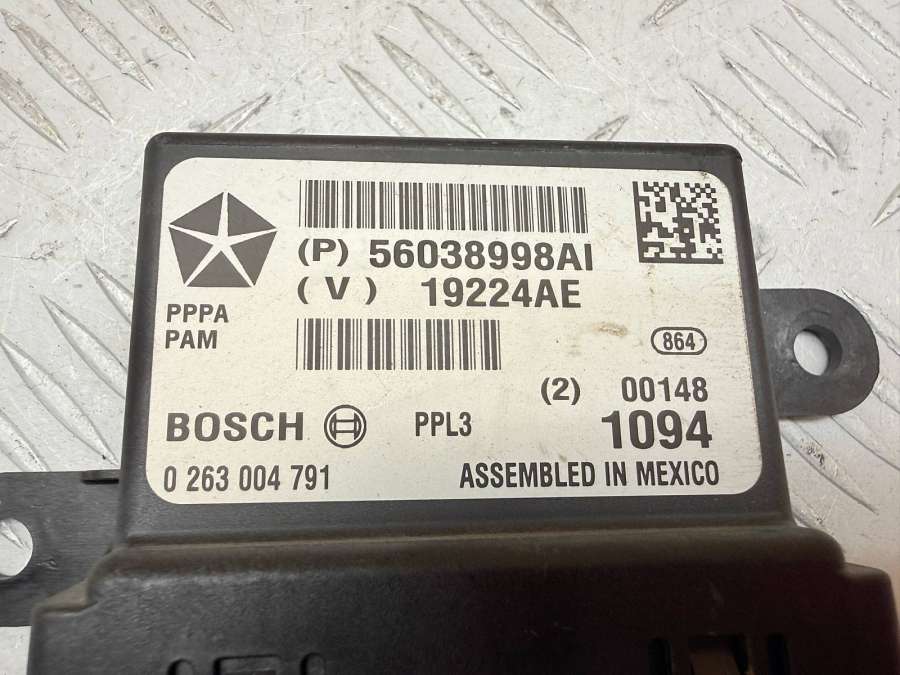 (P) 56038998AI
(V) 19224AE
PPPA
PAM
864
(2) 00148
BOSCH PPL3 1094
0 263 004 791 ASSEMBLED IN MEXICO